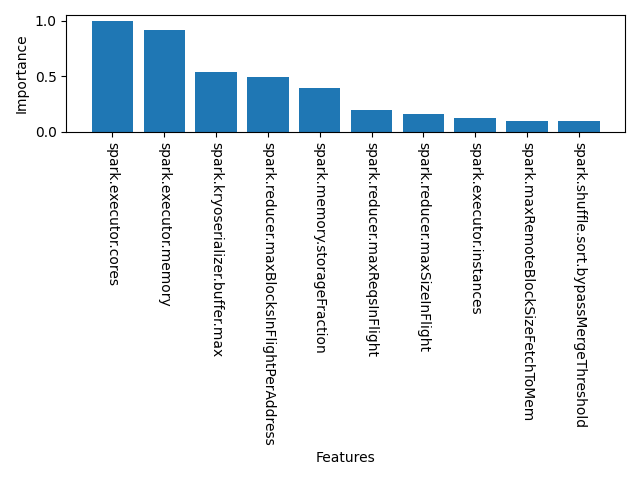 1.0
0.5
0.0
Importance
spark.executor.cores
spark.executor.memory
spark.kryoserializer.buffer.max
spark.reducer.maxBlocksInFlightPerAddress
spark.memory.storageFraction
spark.reducer.maxReqsInFlight
spark.reducer.maxSizeInFlight
spark.executor.instances
spark.maxRemoteBlockSizeFetchToMem
spark.shuffle.sort.bypassMergeThreshold
Features